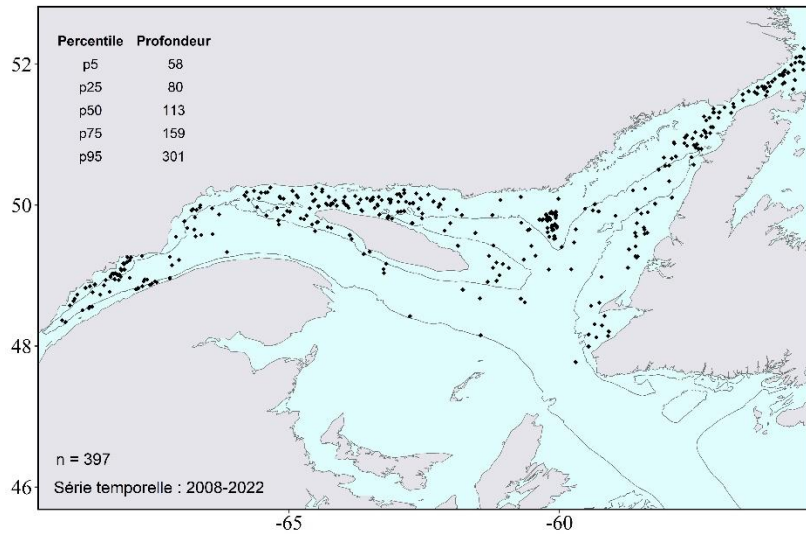 Percentile Profondeur
p5 58
p25 80
p50 113
p75 159
p95 301
52
50
48
46
n = 397
Série temporelle : 2008-2022
-65 -60